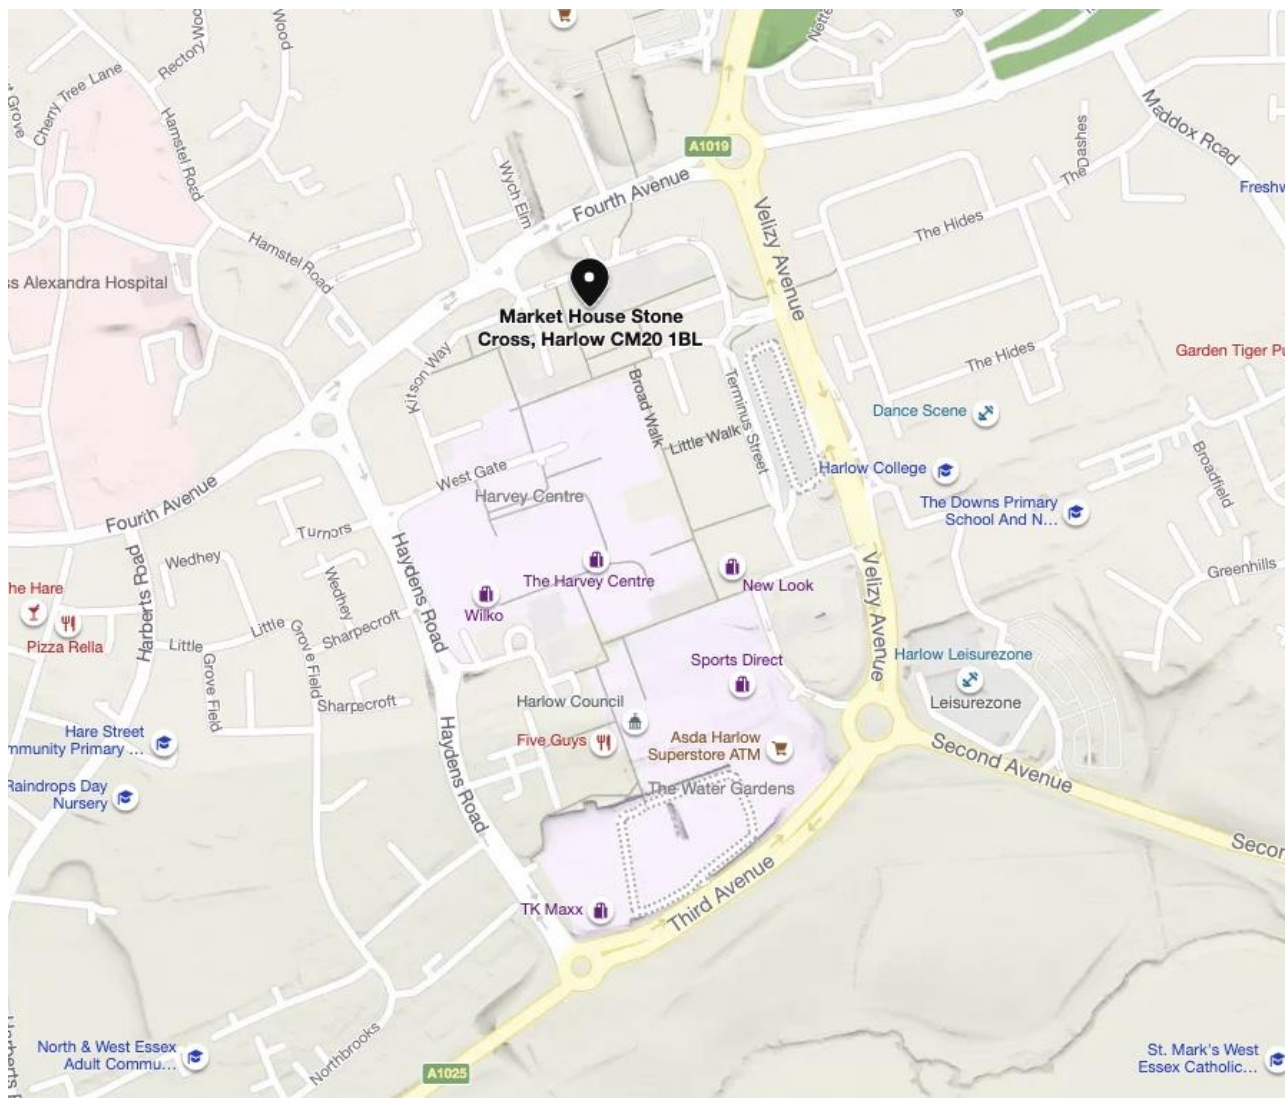 Wood
Rectory
Wood
Cherry Tree Lane
t Grove
Hamstel Road
Maddox Road
A1019
The Dashes
Wych Elm
Fourth Avenue
Freshw
Velizy Avenue
The Hides
Hamstel Road
ss Alexandra Hospital
Market House Stone
Cross, Harlow CM20 1BL
Kitson Way
The Hides
Garden Tiger Pu
Broad Walk
Terminus Street
Dance Scene
Little Walk
Harlow College
Broadfield
West Gate
Harvey Centre
Fourth Avenue
The Downs Primary
School And N...
Turnors
Wedhey
Haydens Road
Harberts Road
Wedhey
The Harvey Centre
New Look
Velizy Avenue
Greenhills
he Hare
Wilko
Pizza Rella
Little
Little
Grove Field
Sharpecroft
Grove Field
Sharpecroft
Sports Direct
Harlow Leisurezone
Leisurezone
Harlow Council
Hare Street
mmunity Primary ...
Five Guys
Asda Harlow
Superstore ATM
Haydens Road
Second Avenue
The Water Gardens
Raindrops Day
Nursery
Secon
Third Avenue
TK Maxx
North & West Essex
Adult Commu...
Northbrooks
A1025
St. Mark's West
Essex Catholic...